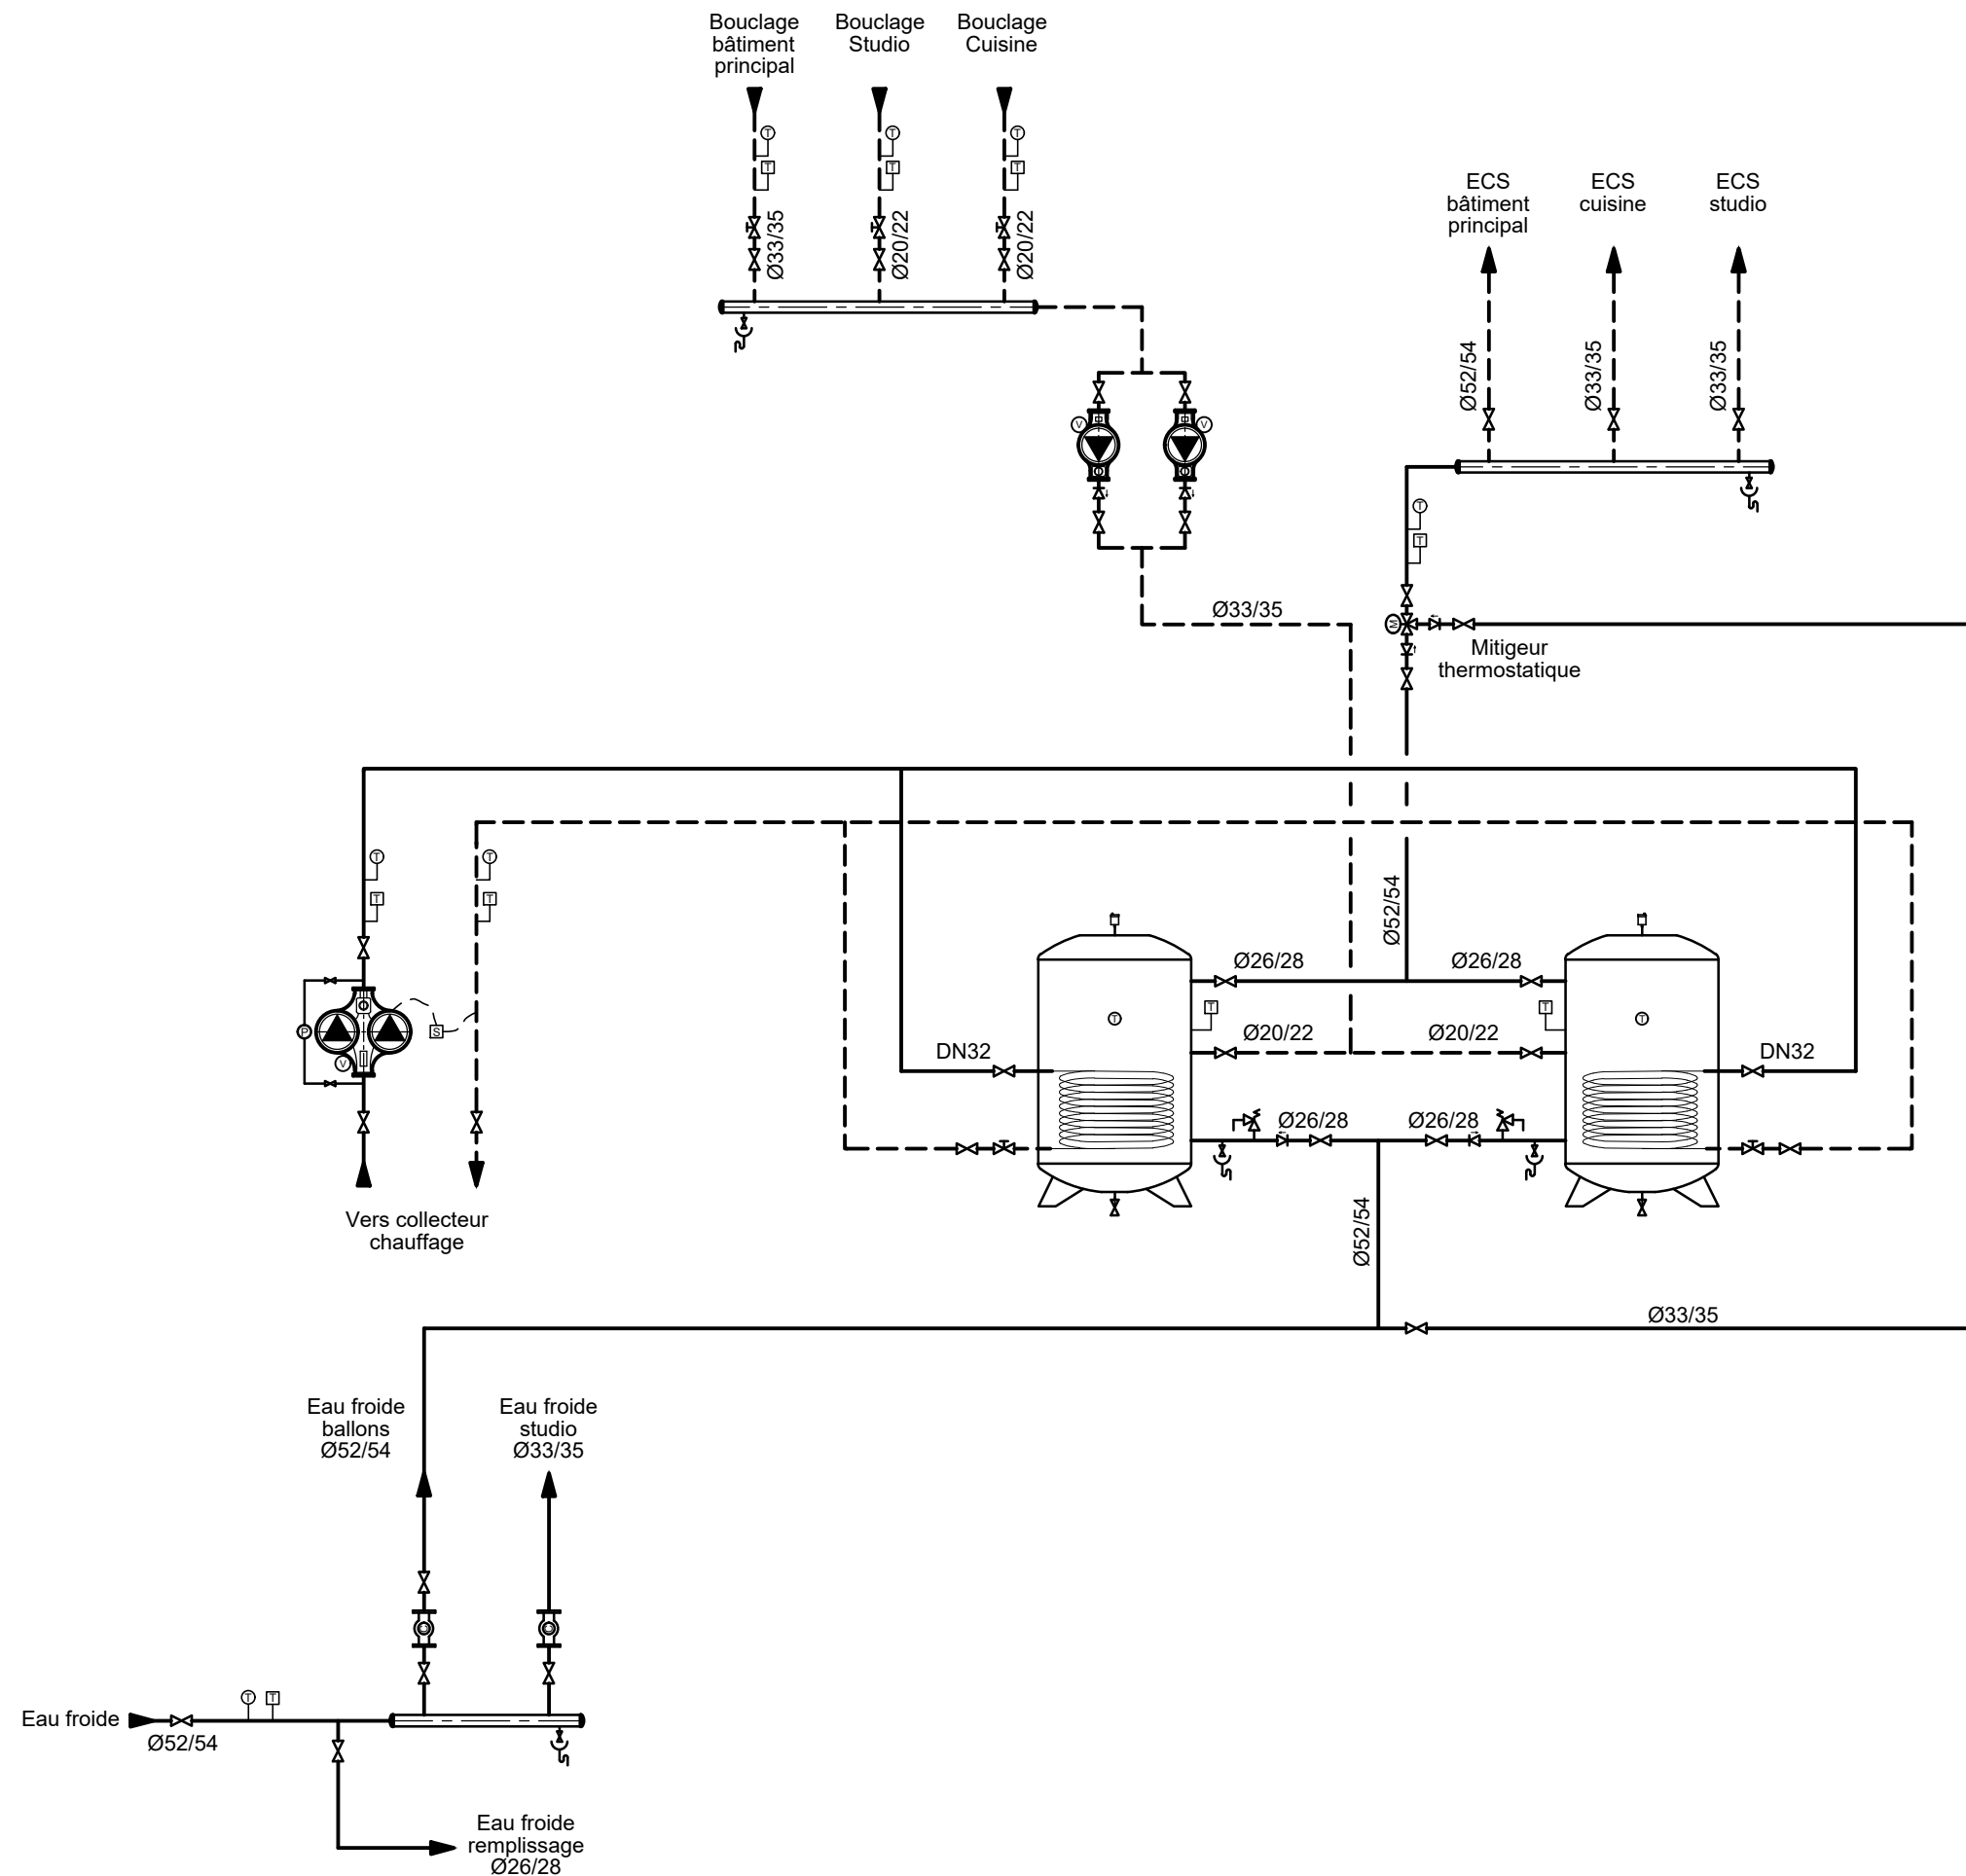 Bouclage
bâtiment
principal
Bouclage
Studio
Bouclage
Cuisine
T
T
T
T
T
T
Ø33/35
Ø20/22
Ø20/22
ECS
bâtiment
principal
ECS
cuisine
ECS
studio
Ø52/54
Ø33/35
Ø33/35
V
V
T
T
Ø33/35
M
Mitigeur
thermostatique
T
T
T
T
Ø52/54
Ø26/28
Ø26/28
T
T
T
T
P
S
V
DN32
Ø20/22
Ø20/22
DN32
Ø26/28
Ø26/28
Vers collecteur
chauffage
Ø52/54
Ø33/35
Eau froide
ballons
Ø52/54
Eau froide
studio
Ø33/35
T
T
Eau froide
Ø52/54
Eau froide
remplissage
Ø26/28